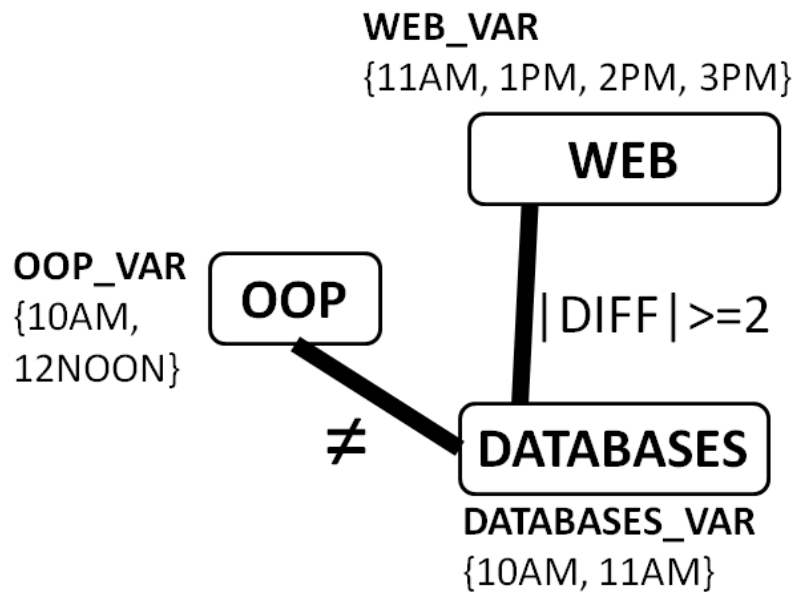 WEB_VAR
{11AM, 1PM, 2PM, 3PM}
WEB
OOP_VAR
{10AM,
12NOON}
OOP
|DIFF|>=2
≠
DATABASES
DATABASES_VAR
{10AM, 11AM}